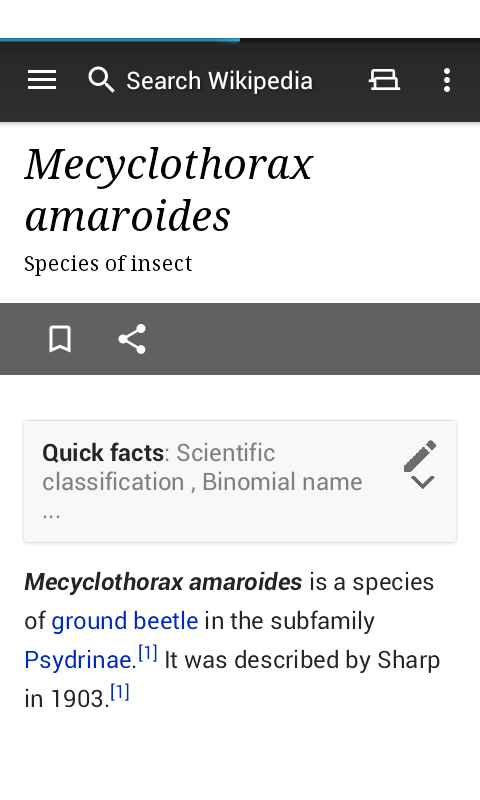 Search Wikipedia
Mecyclothorax
amaroides
Species of insect
Quick facts: Scientific
classification , Binomial name
...
Mecyclothorax amaroides is a species
of ground beetle in the subfamily
Psydrinae.[1] It was described by Sharp
in 1903.[1]